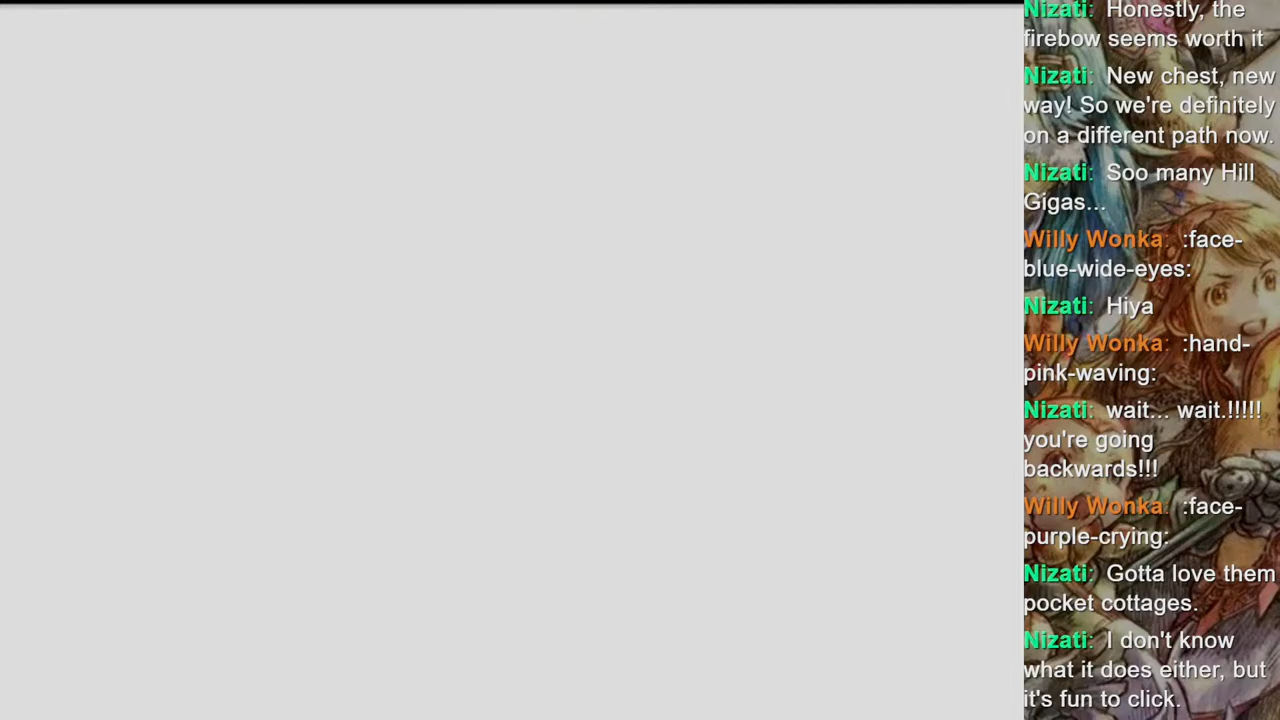 Nizati: Honestly, the
firebow seems worth it
Nizati: New chest, new
way! So we're definitely
on a different path now.
Nizati: Soo many Hill
Gigas...
Willy Wonka: :face-
blue-wide-eyes:
Nizati: Hiya
Willy Wonka: :hand-
pink-waving:
Nizati: wait... wait.!!!!!
you're going
backwards!!!
Willy Wonka: :face-
purple-crying:
Nizati: Gotta love them
pocket cottages.
Nizati: I don't know
what it does either, but
it's fun to click.